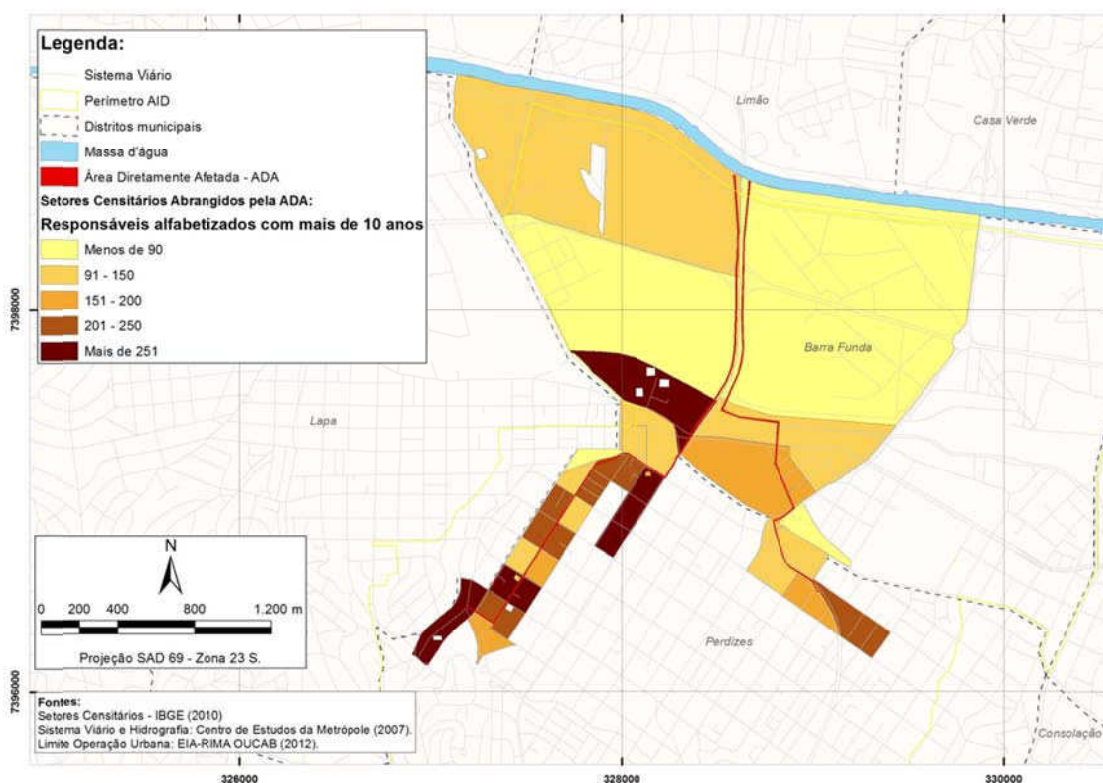 Legenda:
Sistema Viário
Perímetro AID
Distritos municipais
Massa d'água
Área Diretamente Afetada - ADA
Setores Censitários Abrangidos pela ADA:
Responáveis alfabetizados com mais de 10 anos
Menos de 90
91 - 150
151 - 200
201 - 250
Mais de 251
Limão
Casa Verde
Barra Funda
Lapa
Perdizes
Consolação
7398000
7396000
N
0 200 400 800 1.200 m
Projeção SAD 69 - Zona 23 S.
Fontes:
Setores Censitários - IBGE (2010)
Sistema Viário e Hidrografia: Centro de Estudos da Metrópole (2007).
Limite Operação Urbana: EIA-RIMA OUCAB (2012).
326000 328000 330000